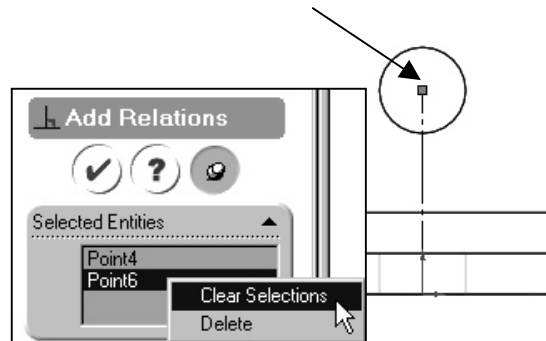 Add Relations
?
Selected Entities
Point4
Point6
Clear Selections
Delete